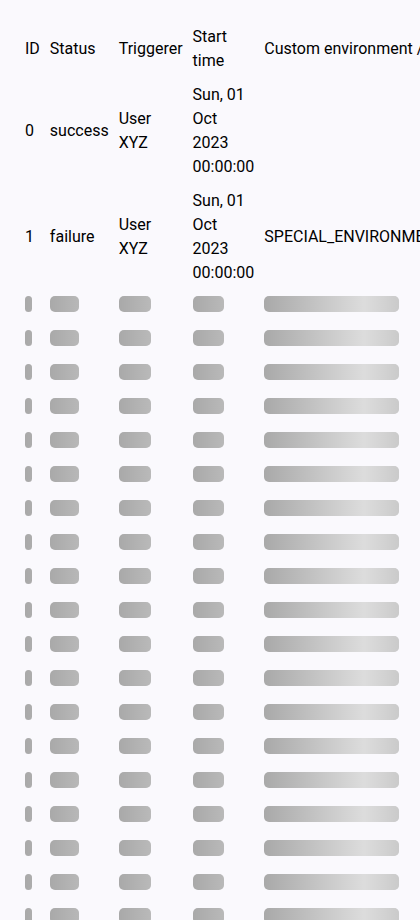 ID Status Triggerer Start time Custom environment /
0 success User XYZ Sun, 01 Oct 2023 00:00:00
1 failure User XYZ Sun, 01 Oct 2023 00:00:00 SPECIAL_ENVIRONME